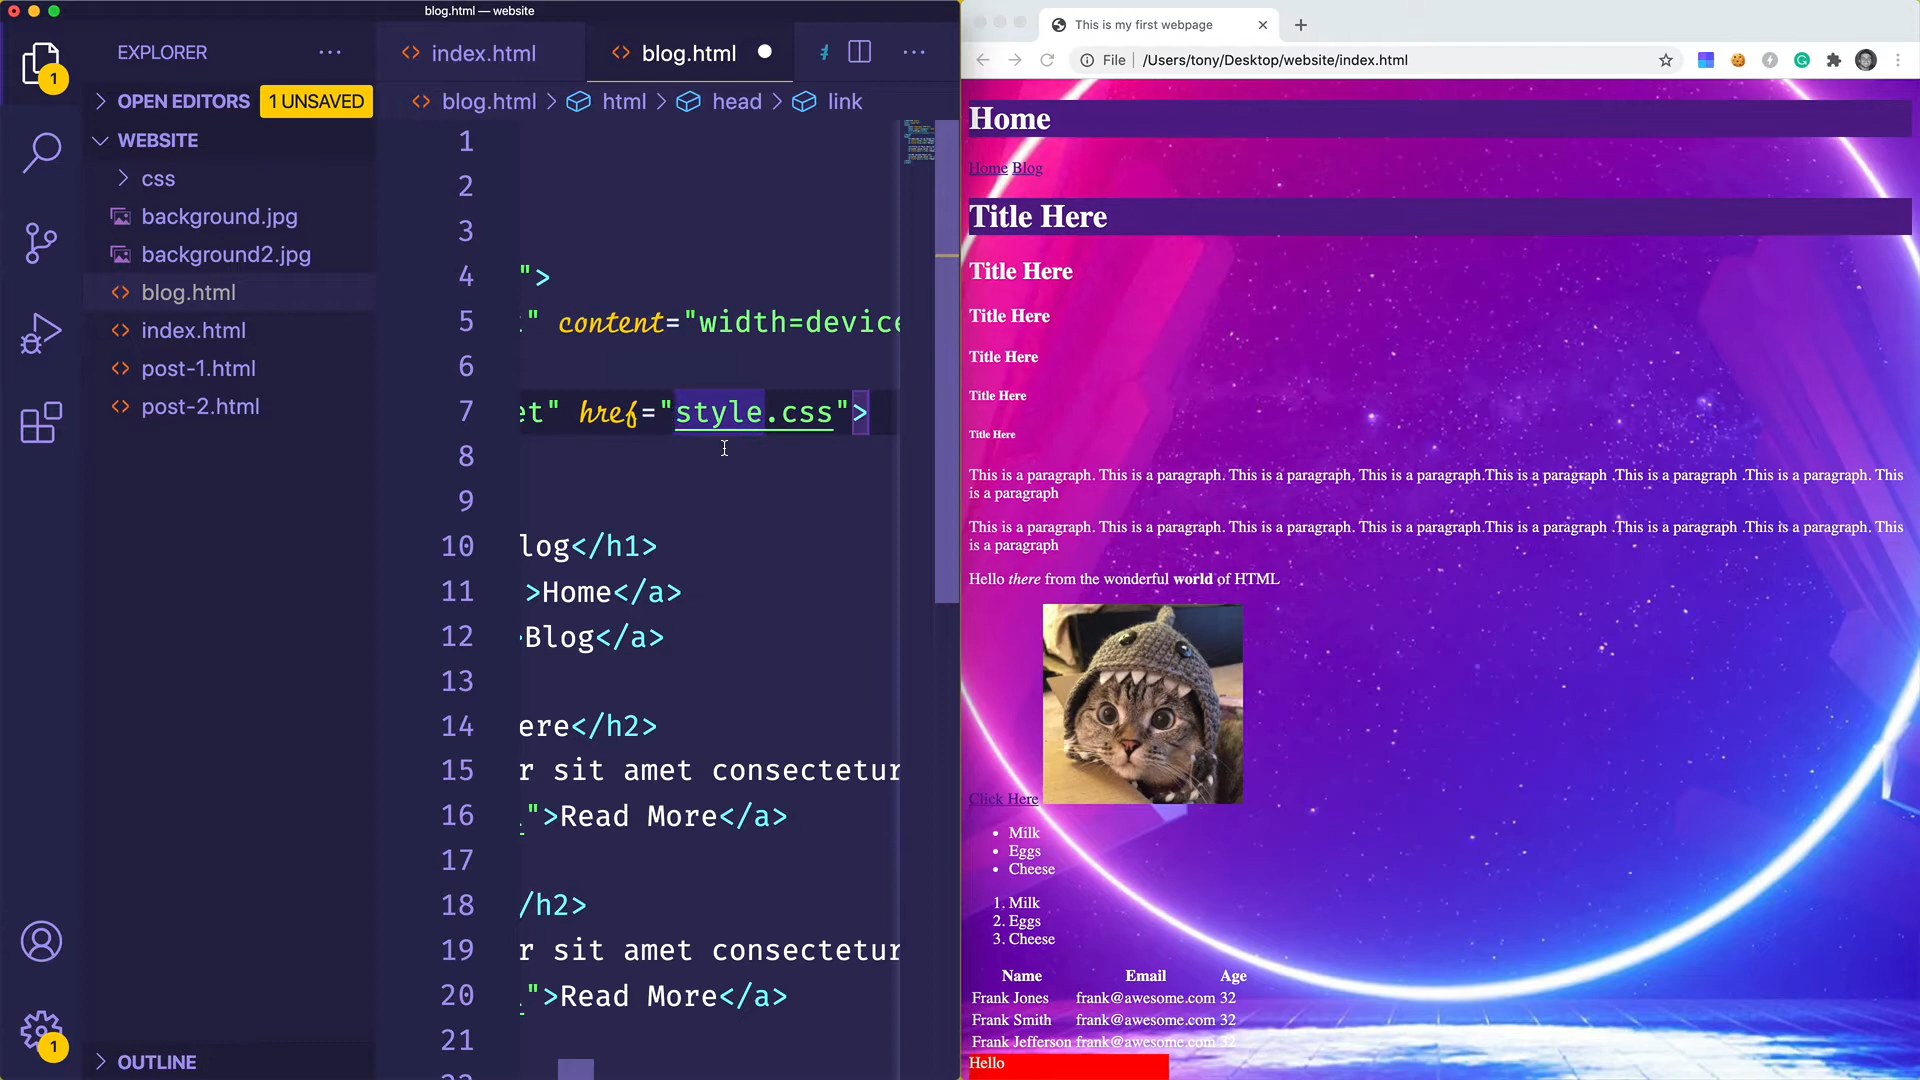 blog.html — website
EXPLORER
OPEN EDITORS
1 UNSAVED
WEBSITE
css
background.jpg
background2.jpg
blog.html
index.html
post-1.html
post-2.html
OUTLINE
1
1
index.html
blog.html
blog.html
html
head
link
1
2
3
4 ">
5 " content="width=device
6
7 et" href="style.css">
8
9
10 log</h1>
11 >Home</a>
12 >Blog</a>
13
14 ere</h2>
15 r sit amet consectetur
16 ">Read More</a>
17
18 /h2>
19 r sit amet consectetur
20 ">Read More</a>
21
This is my first webpage
File
/Users/tony/Desktop/website/index.html
Home
Home Blog
Title Here
Title Here
Title Here
Title Here
Title Here
Title Here
This is a paragraph. This is a paragraph. This is a paragraph. This is a paragraph.This is a paragraph .This is a paragraph .This is a paragraph. This
is a paragraph
This is a paragraph. This is a paragraph. This is a paragraph. This is a paragraph.This is a paragraph .This is a paragraph .This is a paragraph. This
is a paragraph
Hello there from the wonderful world of HTML
Click Here
• Milk
• Eggs
• Cheese
1. Milk
2. Eggs
3. Cheese
Name Email Age
Frank Jones frank@awesome.com 32
Frank Smith frank@awesome.com 32
Frank Jefferson frank@awesome.com 32
Hello